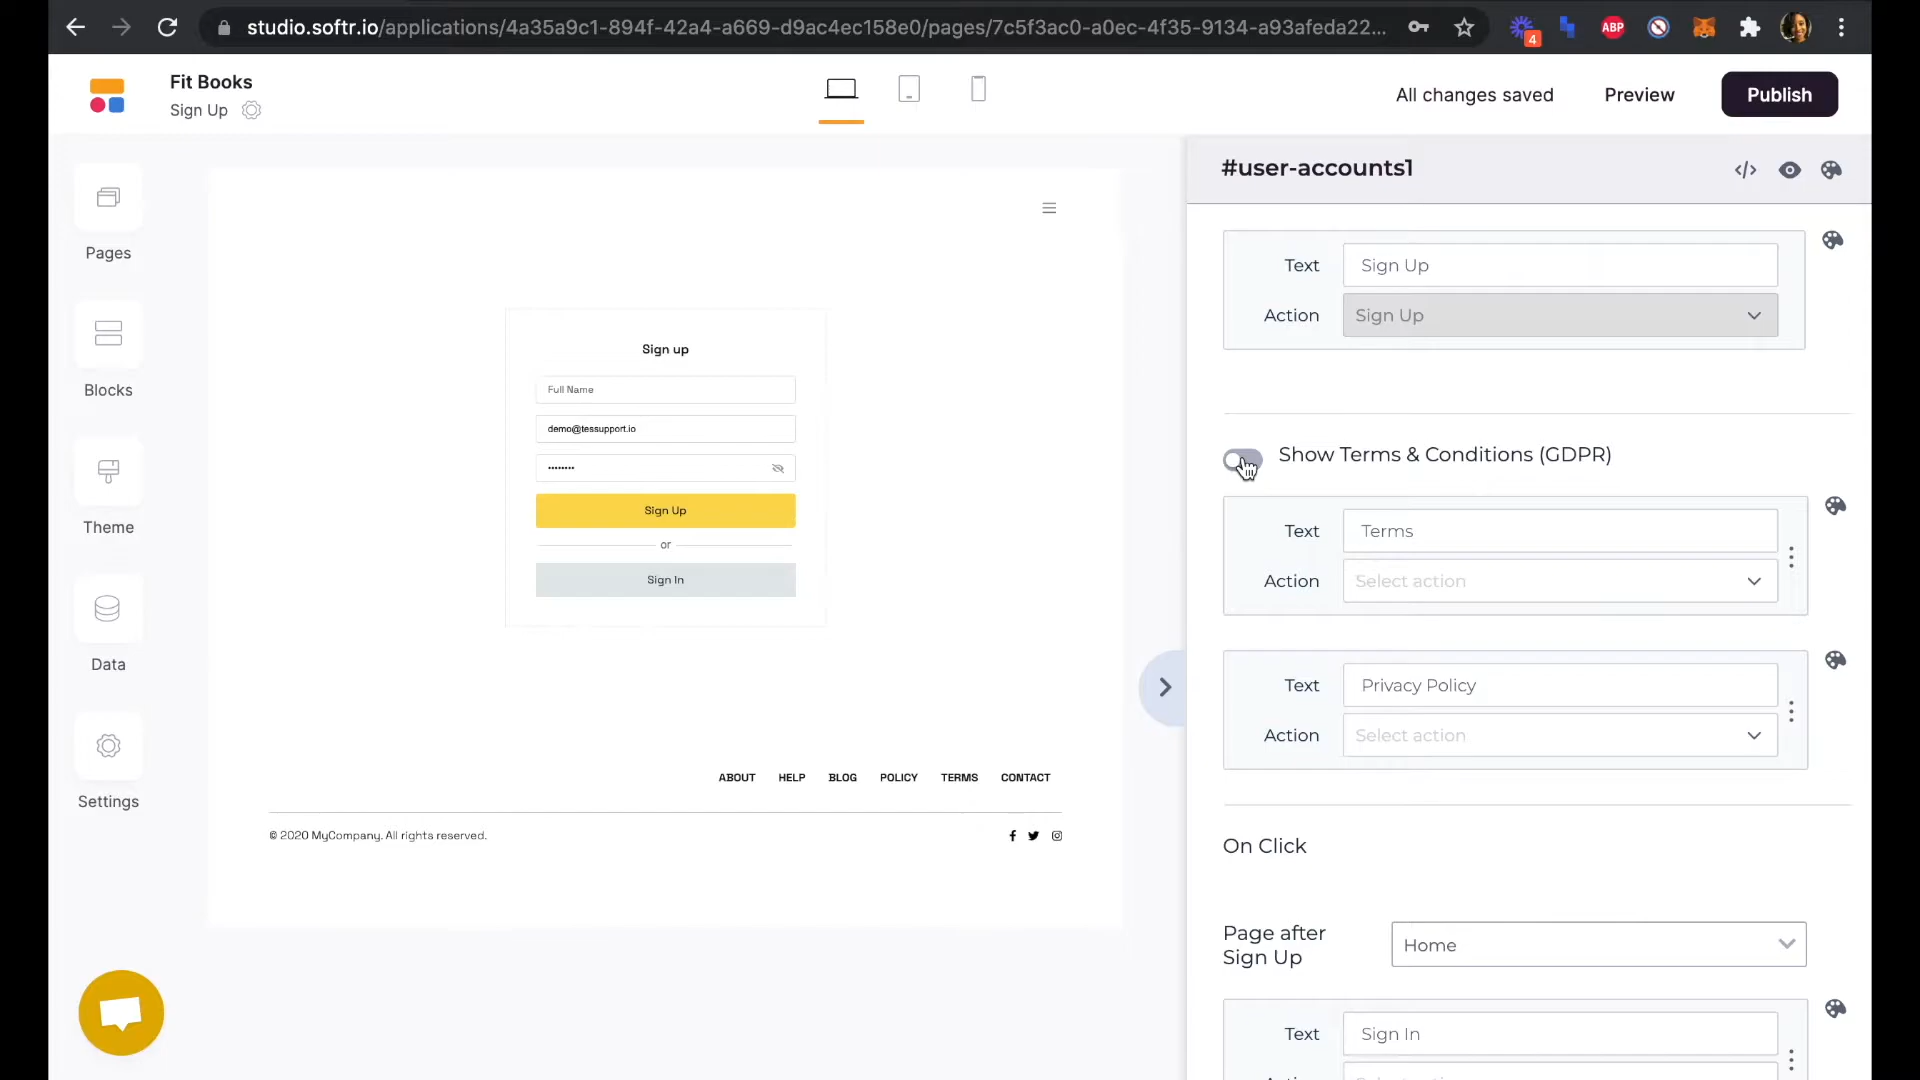 studio.softr.io/applications/4a35a9c1-894f-42a4-a669-d9ac4ec158e0/pages/7c5f3ac0-a0ec-4f35-9134-a93afeda22...
4
ABP
Fit Books
Sign Up
All changes saved
Preview
Publish
Pages
Blocks
Theme
Data
Settings
Sign up
Full Name
demo@tessupport.io
Sign Up
or
Sign In
ABOUT HELP BLOG POLICY TERMS CONTACT
© 2020 MyCompany. All rights reserved.
#user-accounts1
</>
Text Sign Up
Action Sign Up
Show Terms & Conditions (GDPR)
Text Terms
Action Select action
Text Privacy Policy
Action Select action
On Click
Page after
Sign Up
Home
Text Sign In